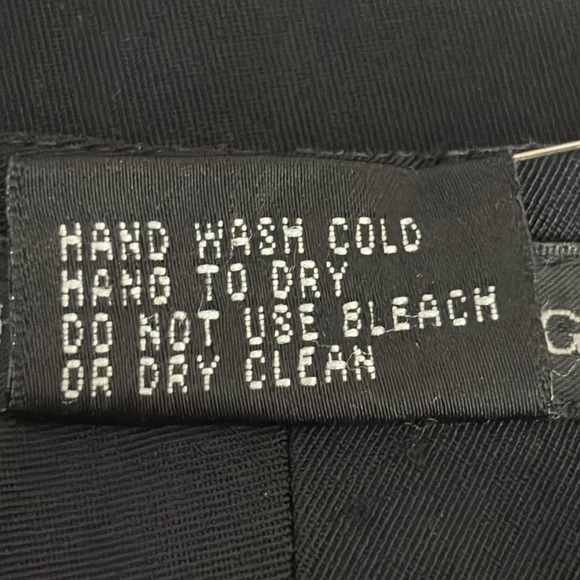 HAND WASH COLD
HANG TO DRY
DO NOT USE BLEACH
OR DRY CLEAN